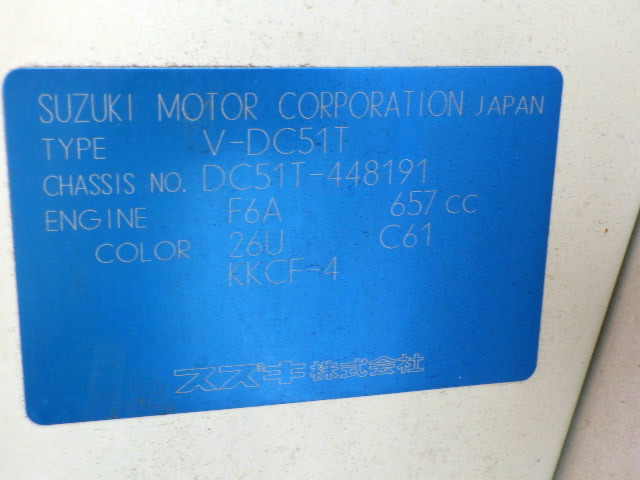 SUZUKI MOTOR CORPORATION JAPAN
TYPE V-DC51T
CHASSIS NO. DC51T-448191
ENGINE F6A 657 CC
COLOR 26U C61
KKCF-4
スズキ株式会社